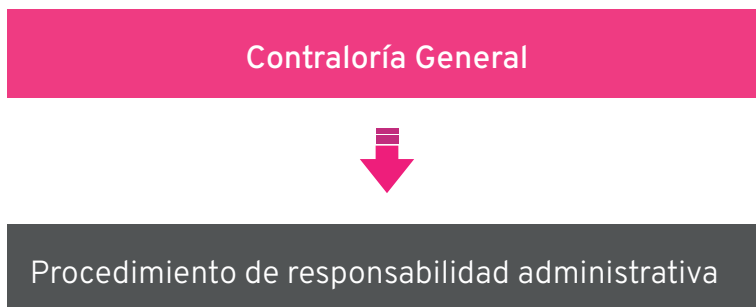 Contraloría General
Procedimiento de responsabilidad administrativa